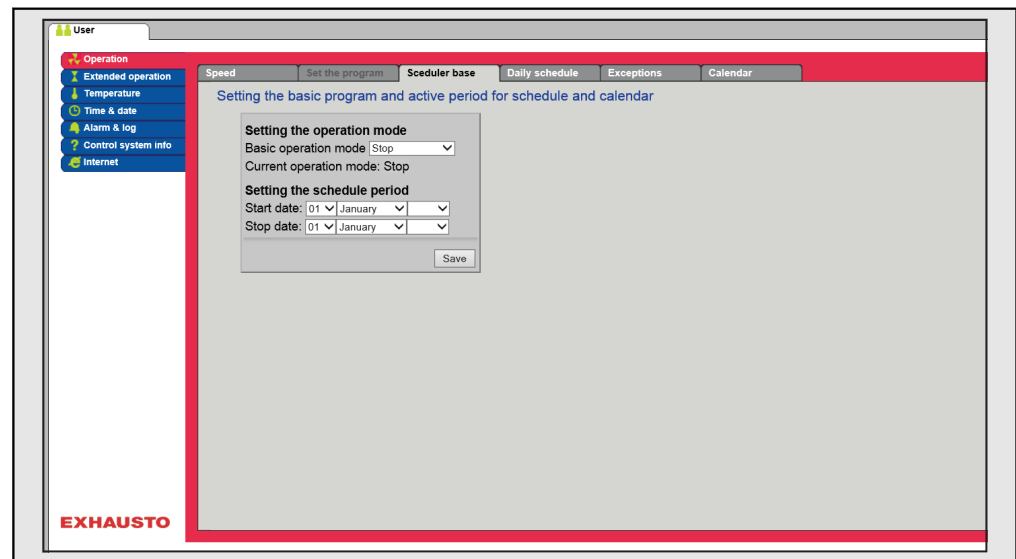 User
Operation
Extended operation
Temperature
Time & date
Alarm & log
Control system info
Internet
Speed Set the program Sceduler base Daily schedule Exceptions Calendar
Setting the basic program and active period for schedule and calendar
Setting the operation mode
Basic operation mode Stop
Current operation mode: Stop
Setting the schedule period
Start date: 01 January
Stop date: 01 January
Save
EXHAUSTO